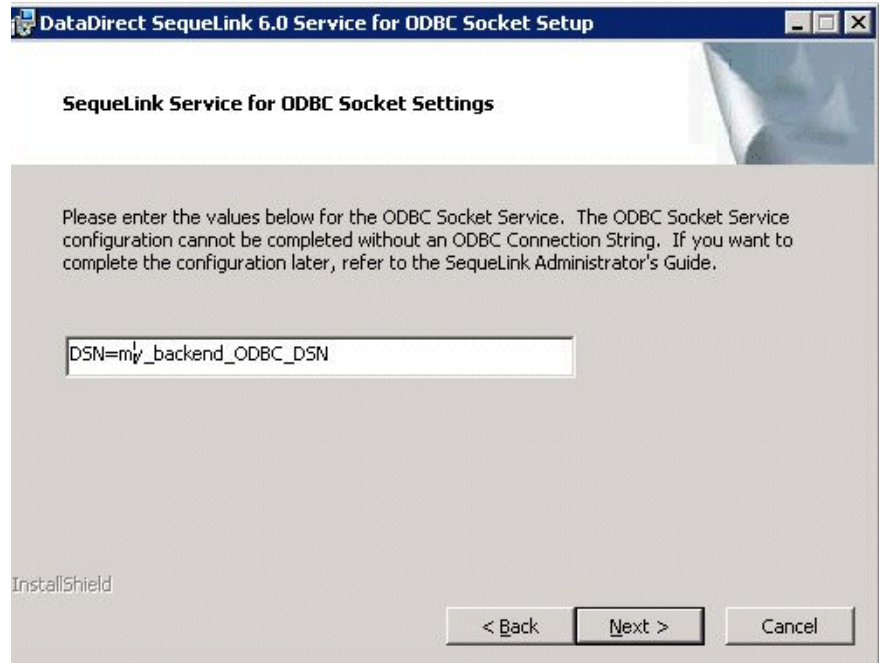 DataDirect SequeLink 6.0 Service for ODBC Socket Setup
SequeLink Service for ODBC Socket Settings
Please enter the values below for the ODBC Socket Service. The ODBC Socket Service
configuration cannot be completed without an ODBC Connection String. If you want to
complete the configuration later, refer to the SequeLink Administrator's Guide.
DSN=my_backend_ODBC_DSN
InstallShield
< Back
Next >
Cancel